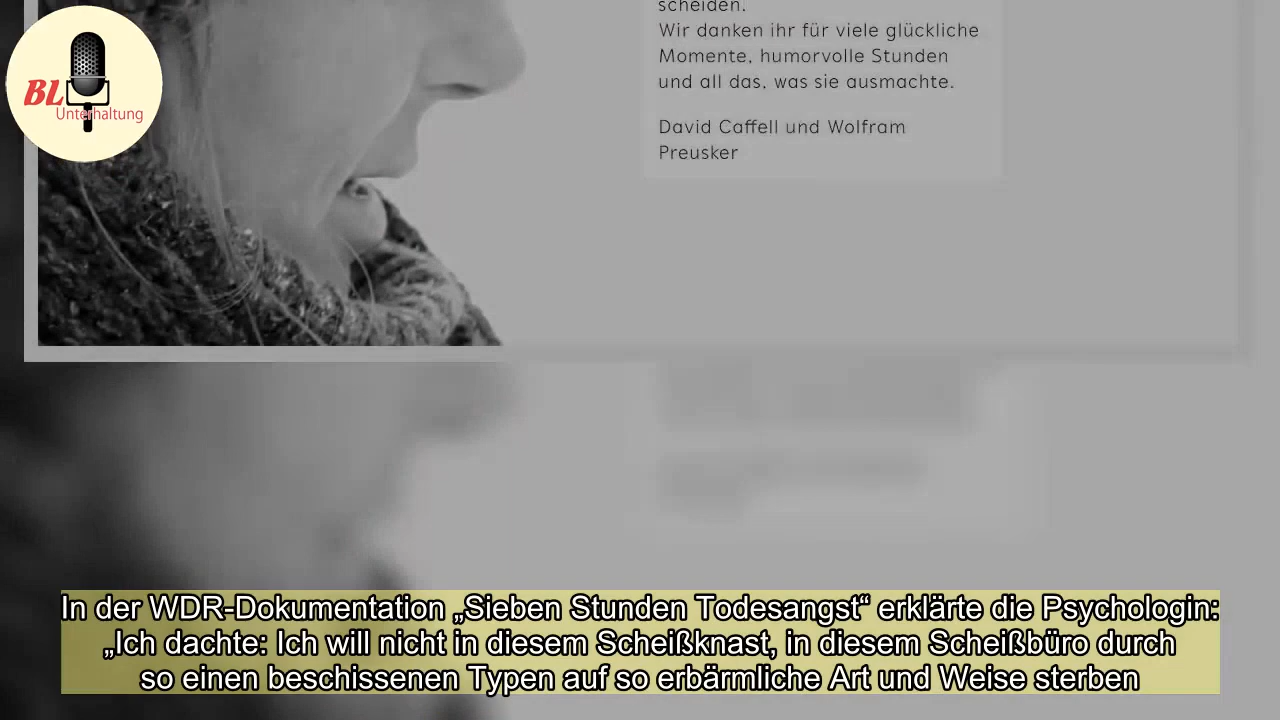 BL
Unterhaltung
scheiden.
Wir danken ihr für viele glückliche
Momente, humorvolle Stunden
und all das, was sie ausmachte.
David Caffell und Wolfram
Preusker
In der WDR-Dokumentation „Sieben Stunden Todesangst“ erklärte die Psychologin:
„Ich dachte: Ich will nicht in diesem Scheißknast, in diesem Scheißbüro durch
so einen beschissenen Typen auf so erbärmliche Art und Weise sterben